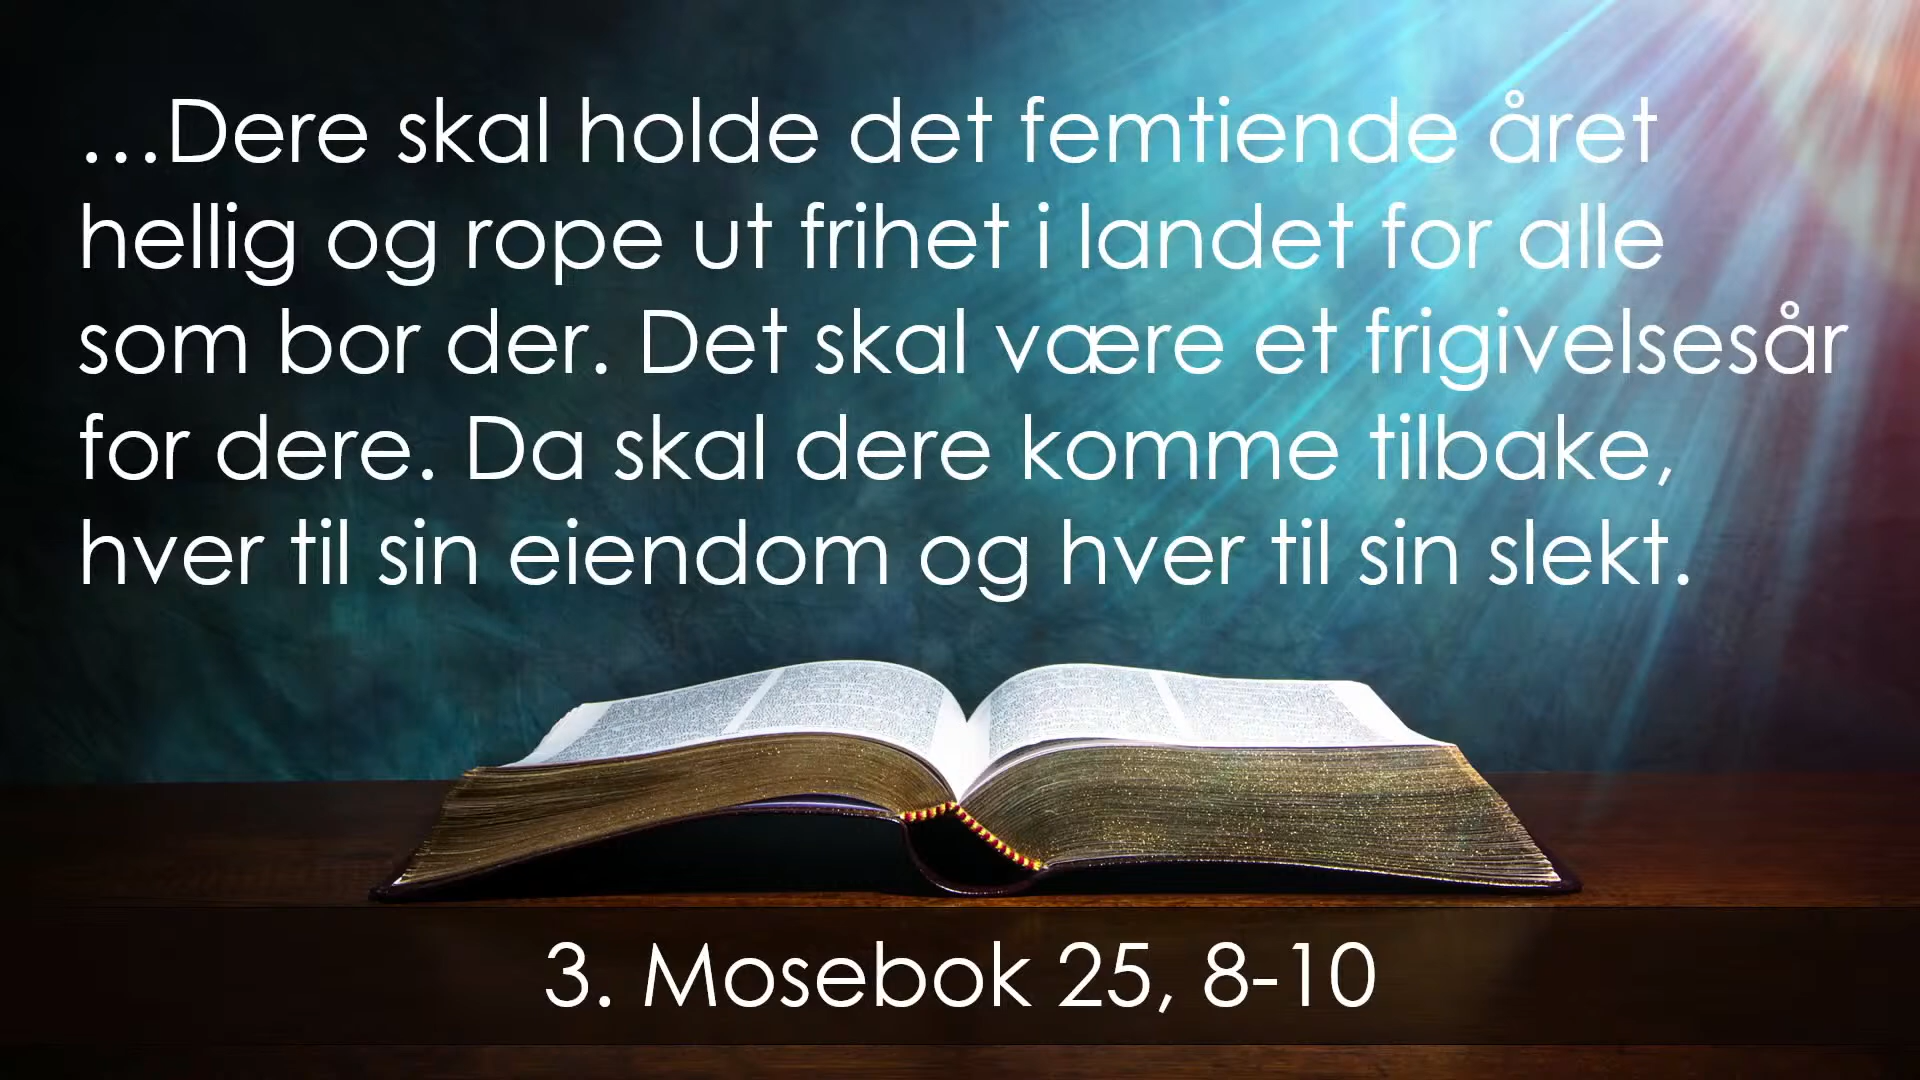 …Dere skal holde det femtiende året
hellig og rope ut frihet i landet for alle
som bor der. Det skal være et frigivelsesår
for dere. Da skal dere komme tilbake,
hver til sin eiendom og hver til sin slekt.
3. Mosebok 25, 8-10